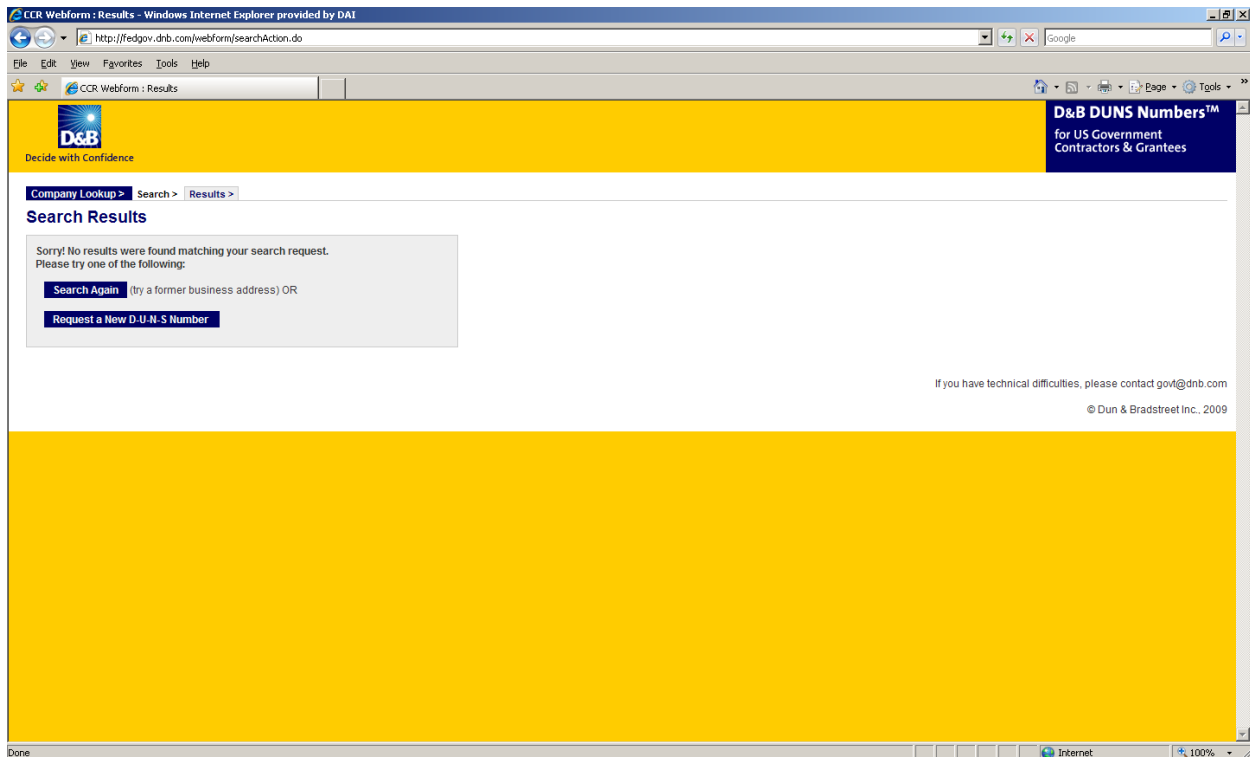 CCR Webform : Results - Windows Internet Explorer provided by DAI
http://fedgov.dnb.com/webform/searchAction.do
Google
File Edit View Favorites Tools Help
CCR Webform : Results
Page Tools »
D&B
Decide with Confidence
D&B DUNS Numbers™
for US Government
Contractors & Grantees
Company Lookup > Search > Results >
Search Results
Sorry! No results were found matching your search request.
Please try one of the following:
Search Again (try a former business address) OR
Request a New D-U-N-S Number
If you have technical difficulties, please contact govt@dnb.com
© Dun & Bradstreet Inc., 2009
Done Internet 100%